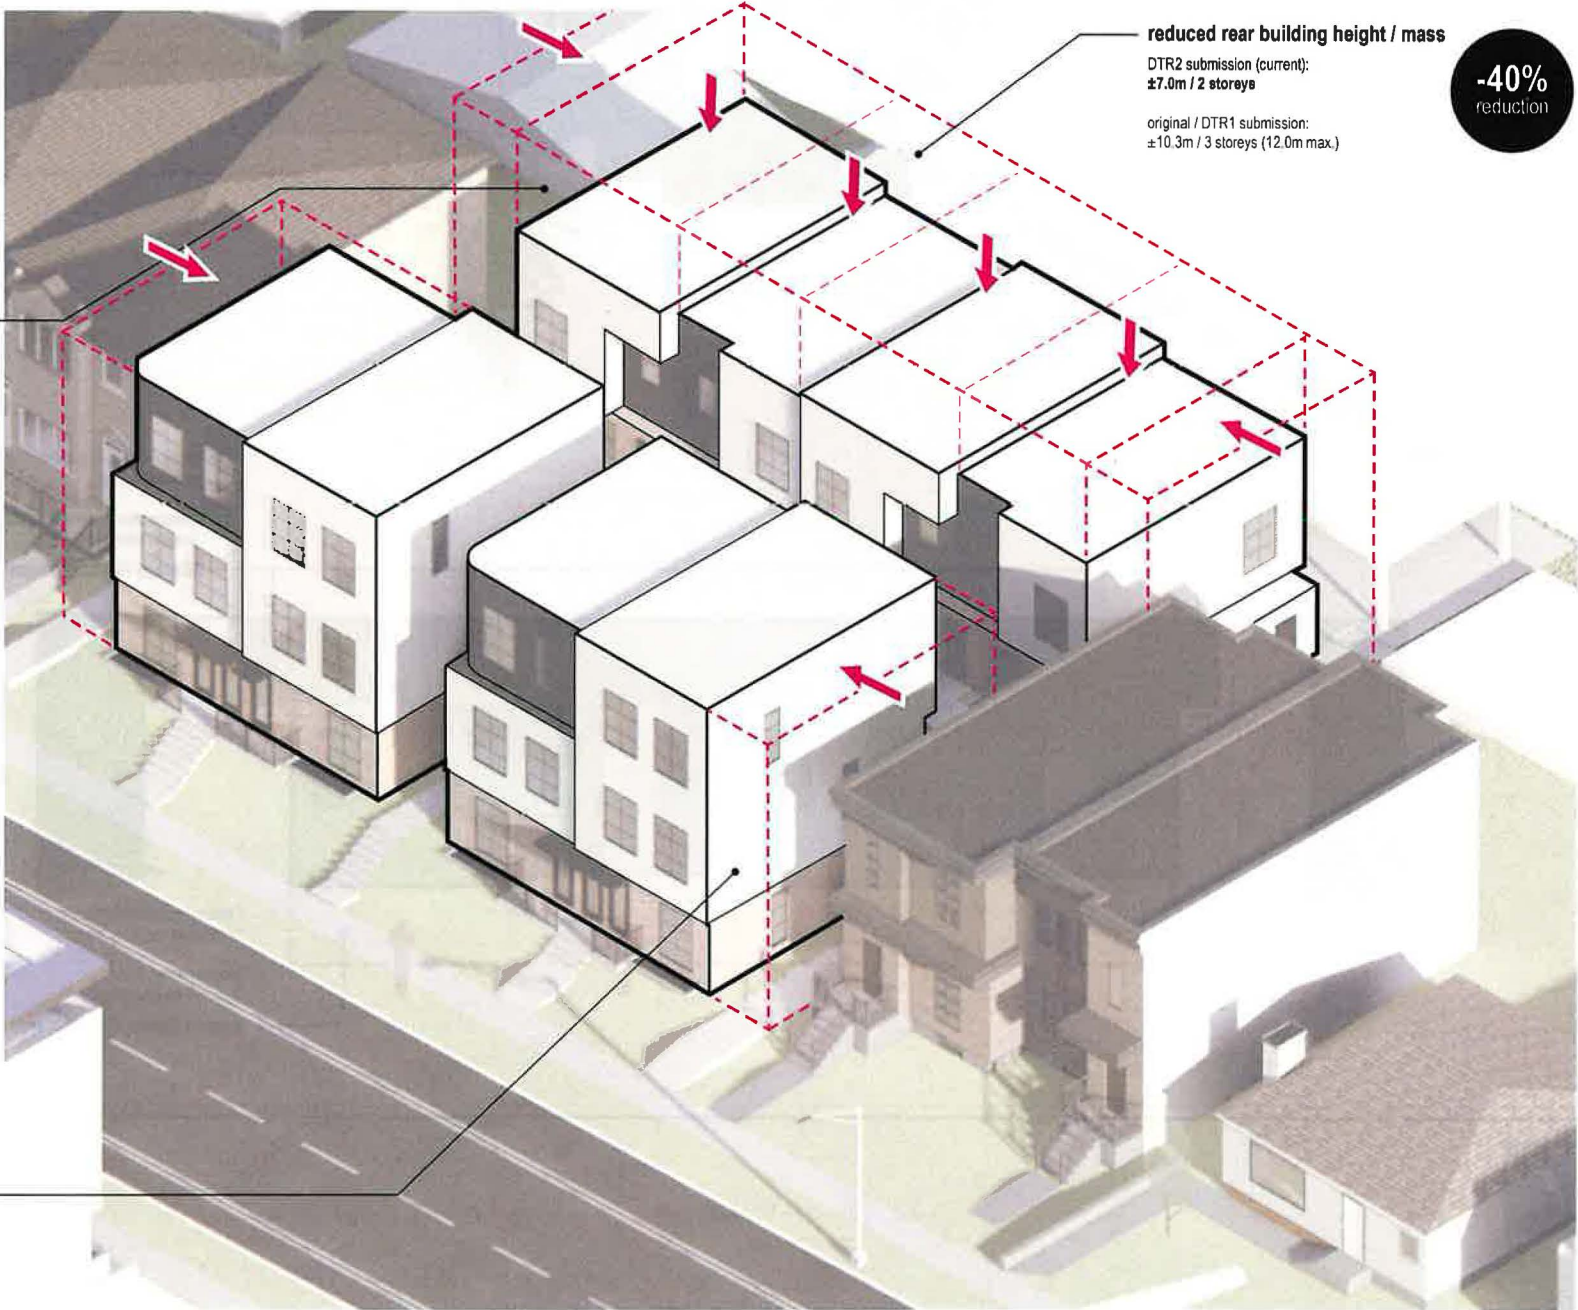 reduced rear building height / mass
DTR2 submission (current):
±7.0m / 2 storeys
original / DTR1 submission:
±10.3m / 3 storeys (12.0m max.)
-40%
reduction